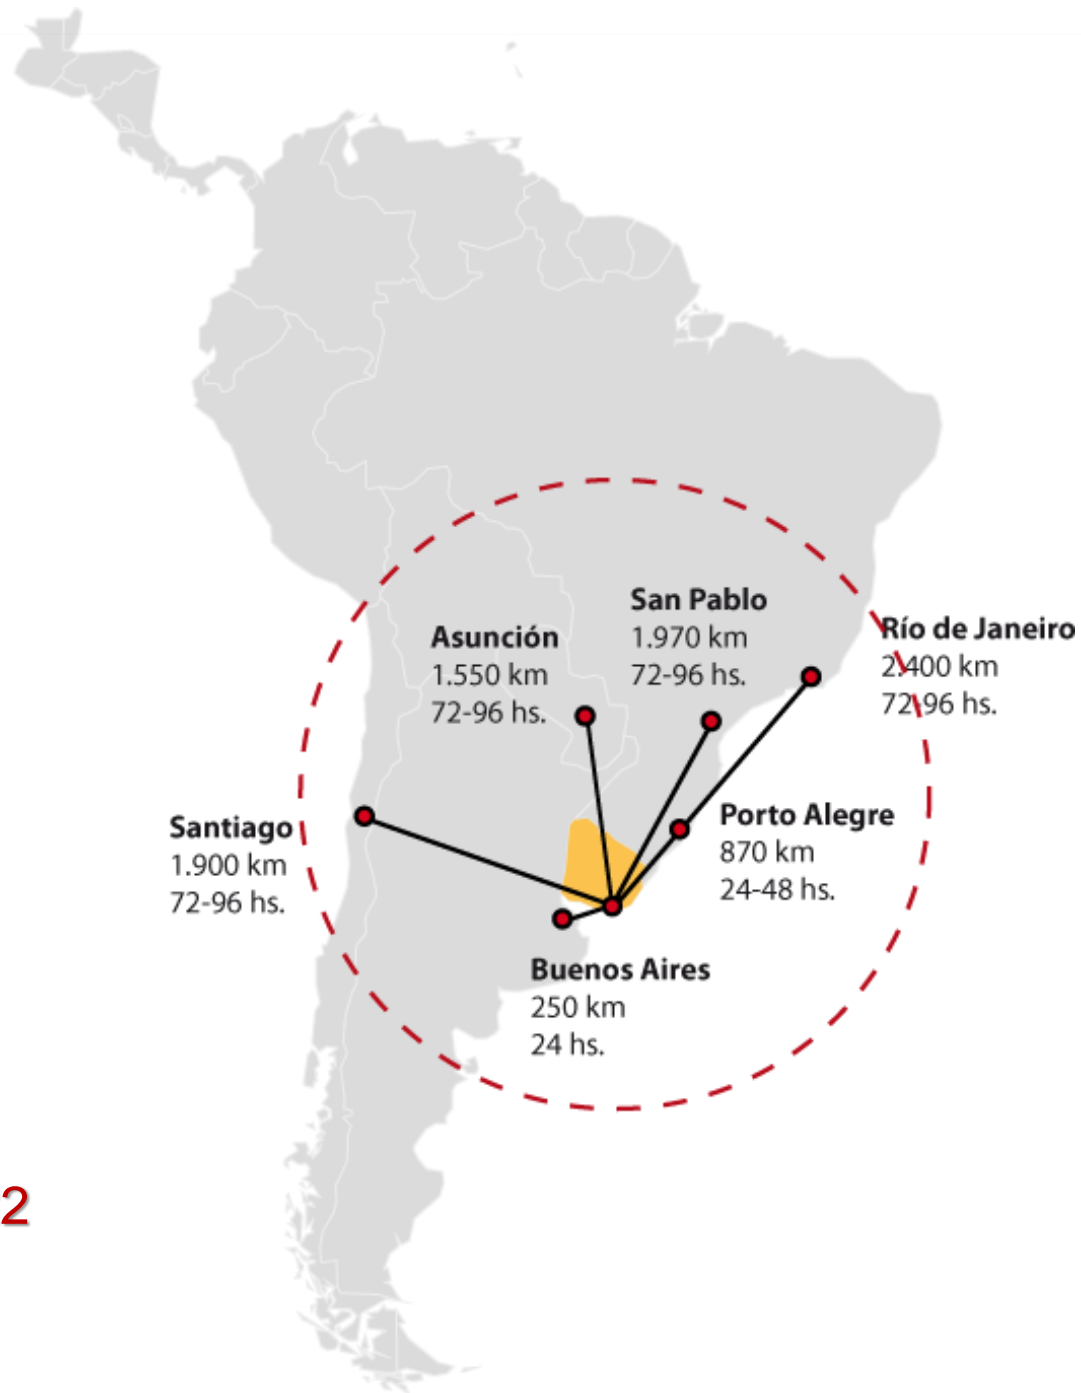 San Pablo
1.970 km
72-96 hs.
Asunción
1.550 km
72-96 hs.
Río de Janeiro
2.400 km
72-96 hs.
Santiago
1.900 km
72-96 hs.
Porto Alegre
870 km
24-48 hs.
Buenos Aires
250 km
24 hs.
2